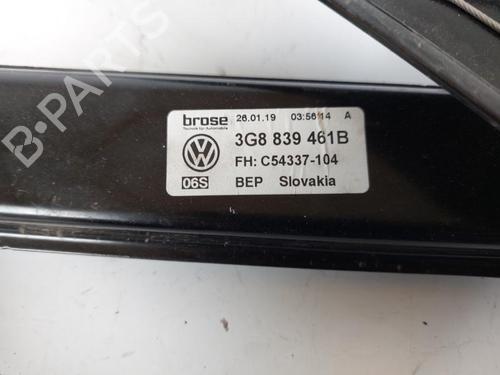 brose 26.01.19 03:56:14 A
Technik für Automobile
3G8 839 461B
FH: C54337-104
06S BEP Slovakia
B-PARTS